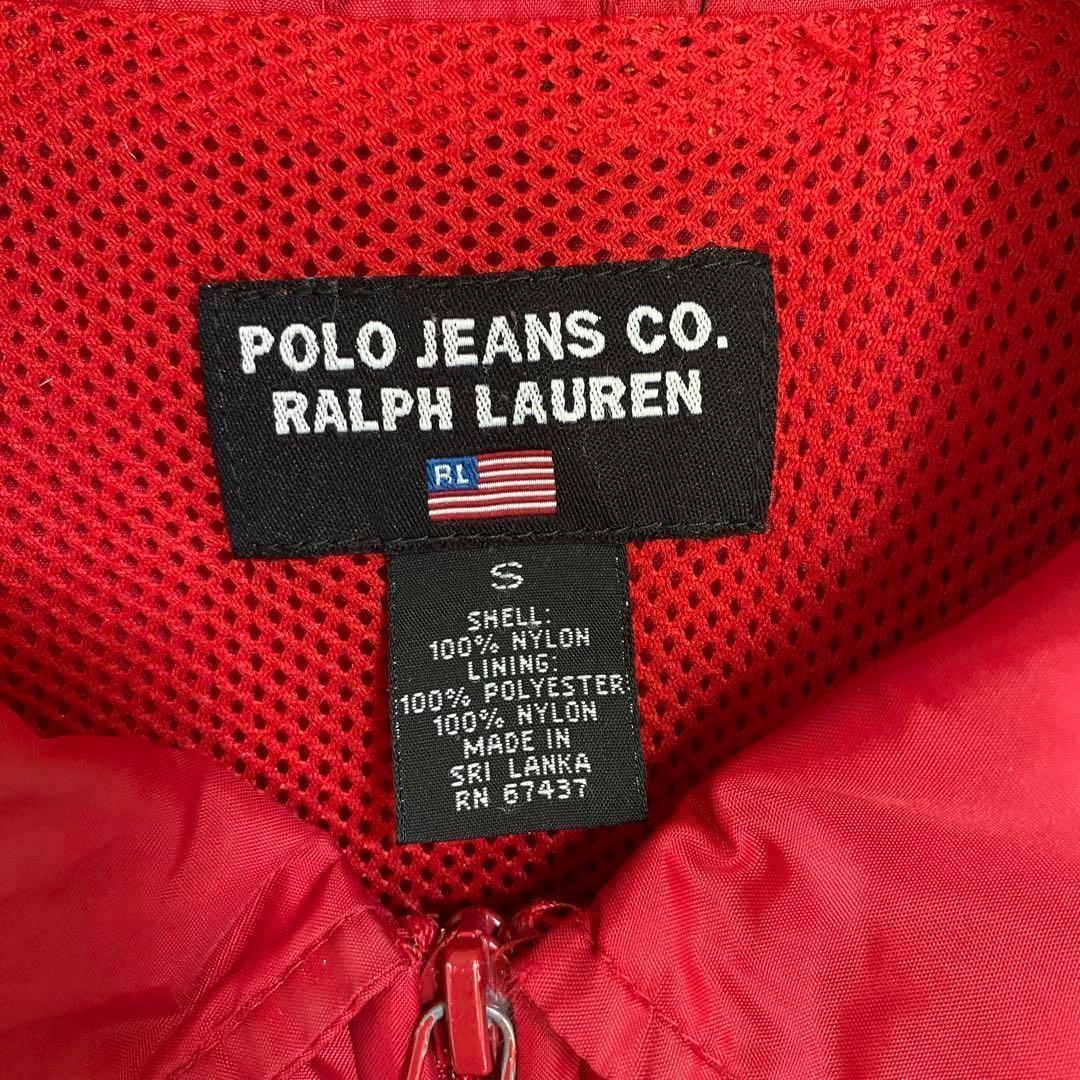 POLO JEANS CO.
RALPH LAUREN
RL
S
SHELL:
100% NYLON
LINING:
100% POLYESTER
100% NYLON
MADE IN
SRI LANKA
RN 67437